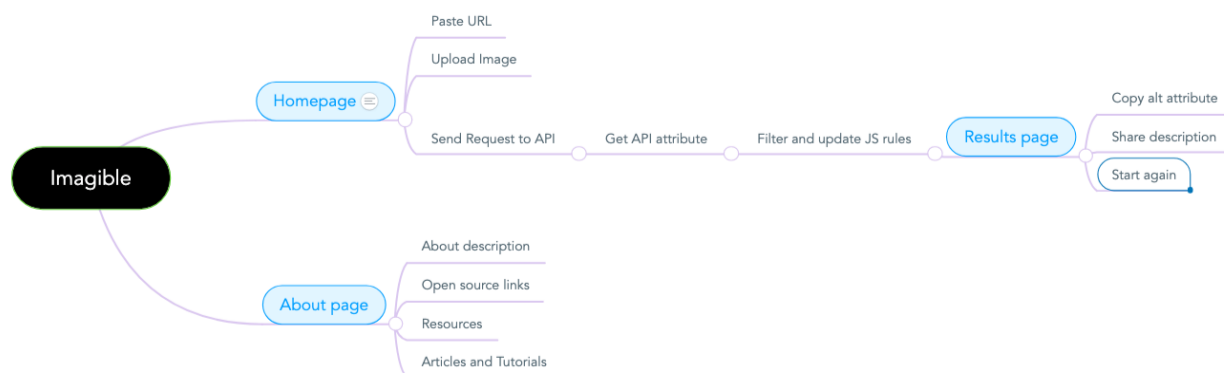 Imagible
Homepage
Paste URL
Upload Image
Send Request to API
Get API attribute
Filter and update JS rules
Results page
Copy alt attribute
Share description
Start again
About page
About description
Open source links
Resources
Articles and Tutorials